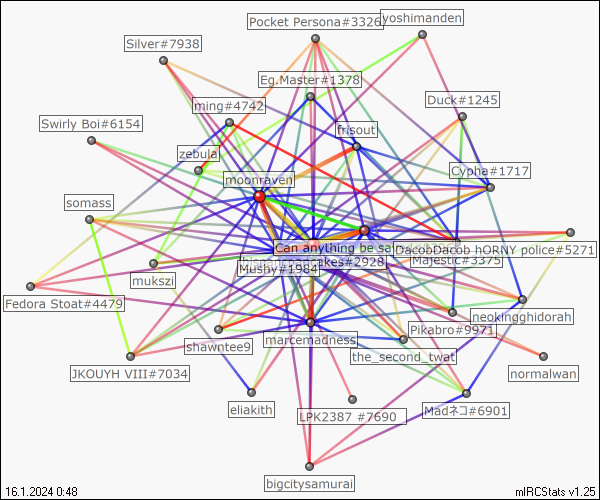 Pocket Persona#3326
yoshimanden
Silver#7938
Eg.Master#1378
ming#4742
Duck#1245
Swirly Boi#6154
frisout
zebula
Cypha#1717
moonraven
somass
Can anything be sa
DacopDacob HORNY police#5271
cakes#2928
Majestic#3375
Mushy#1984
mukszi
Fedora Stoat#4479
neokingghidorah
Pikabro#9971
marcemadness
shawntee9
the_second_twat
JKOUYH VIII#7034
normalwan
eliakith
LPK2387 #7690
Madネコ#6901
bigcitysamurai
16.1.2024 0:48
mIRCStats v1.25